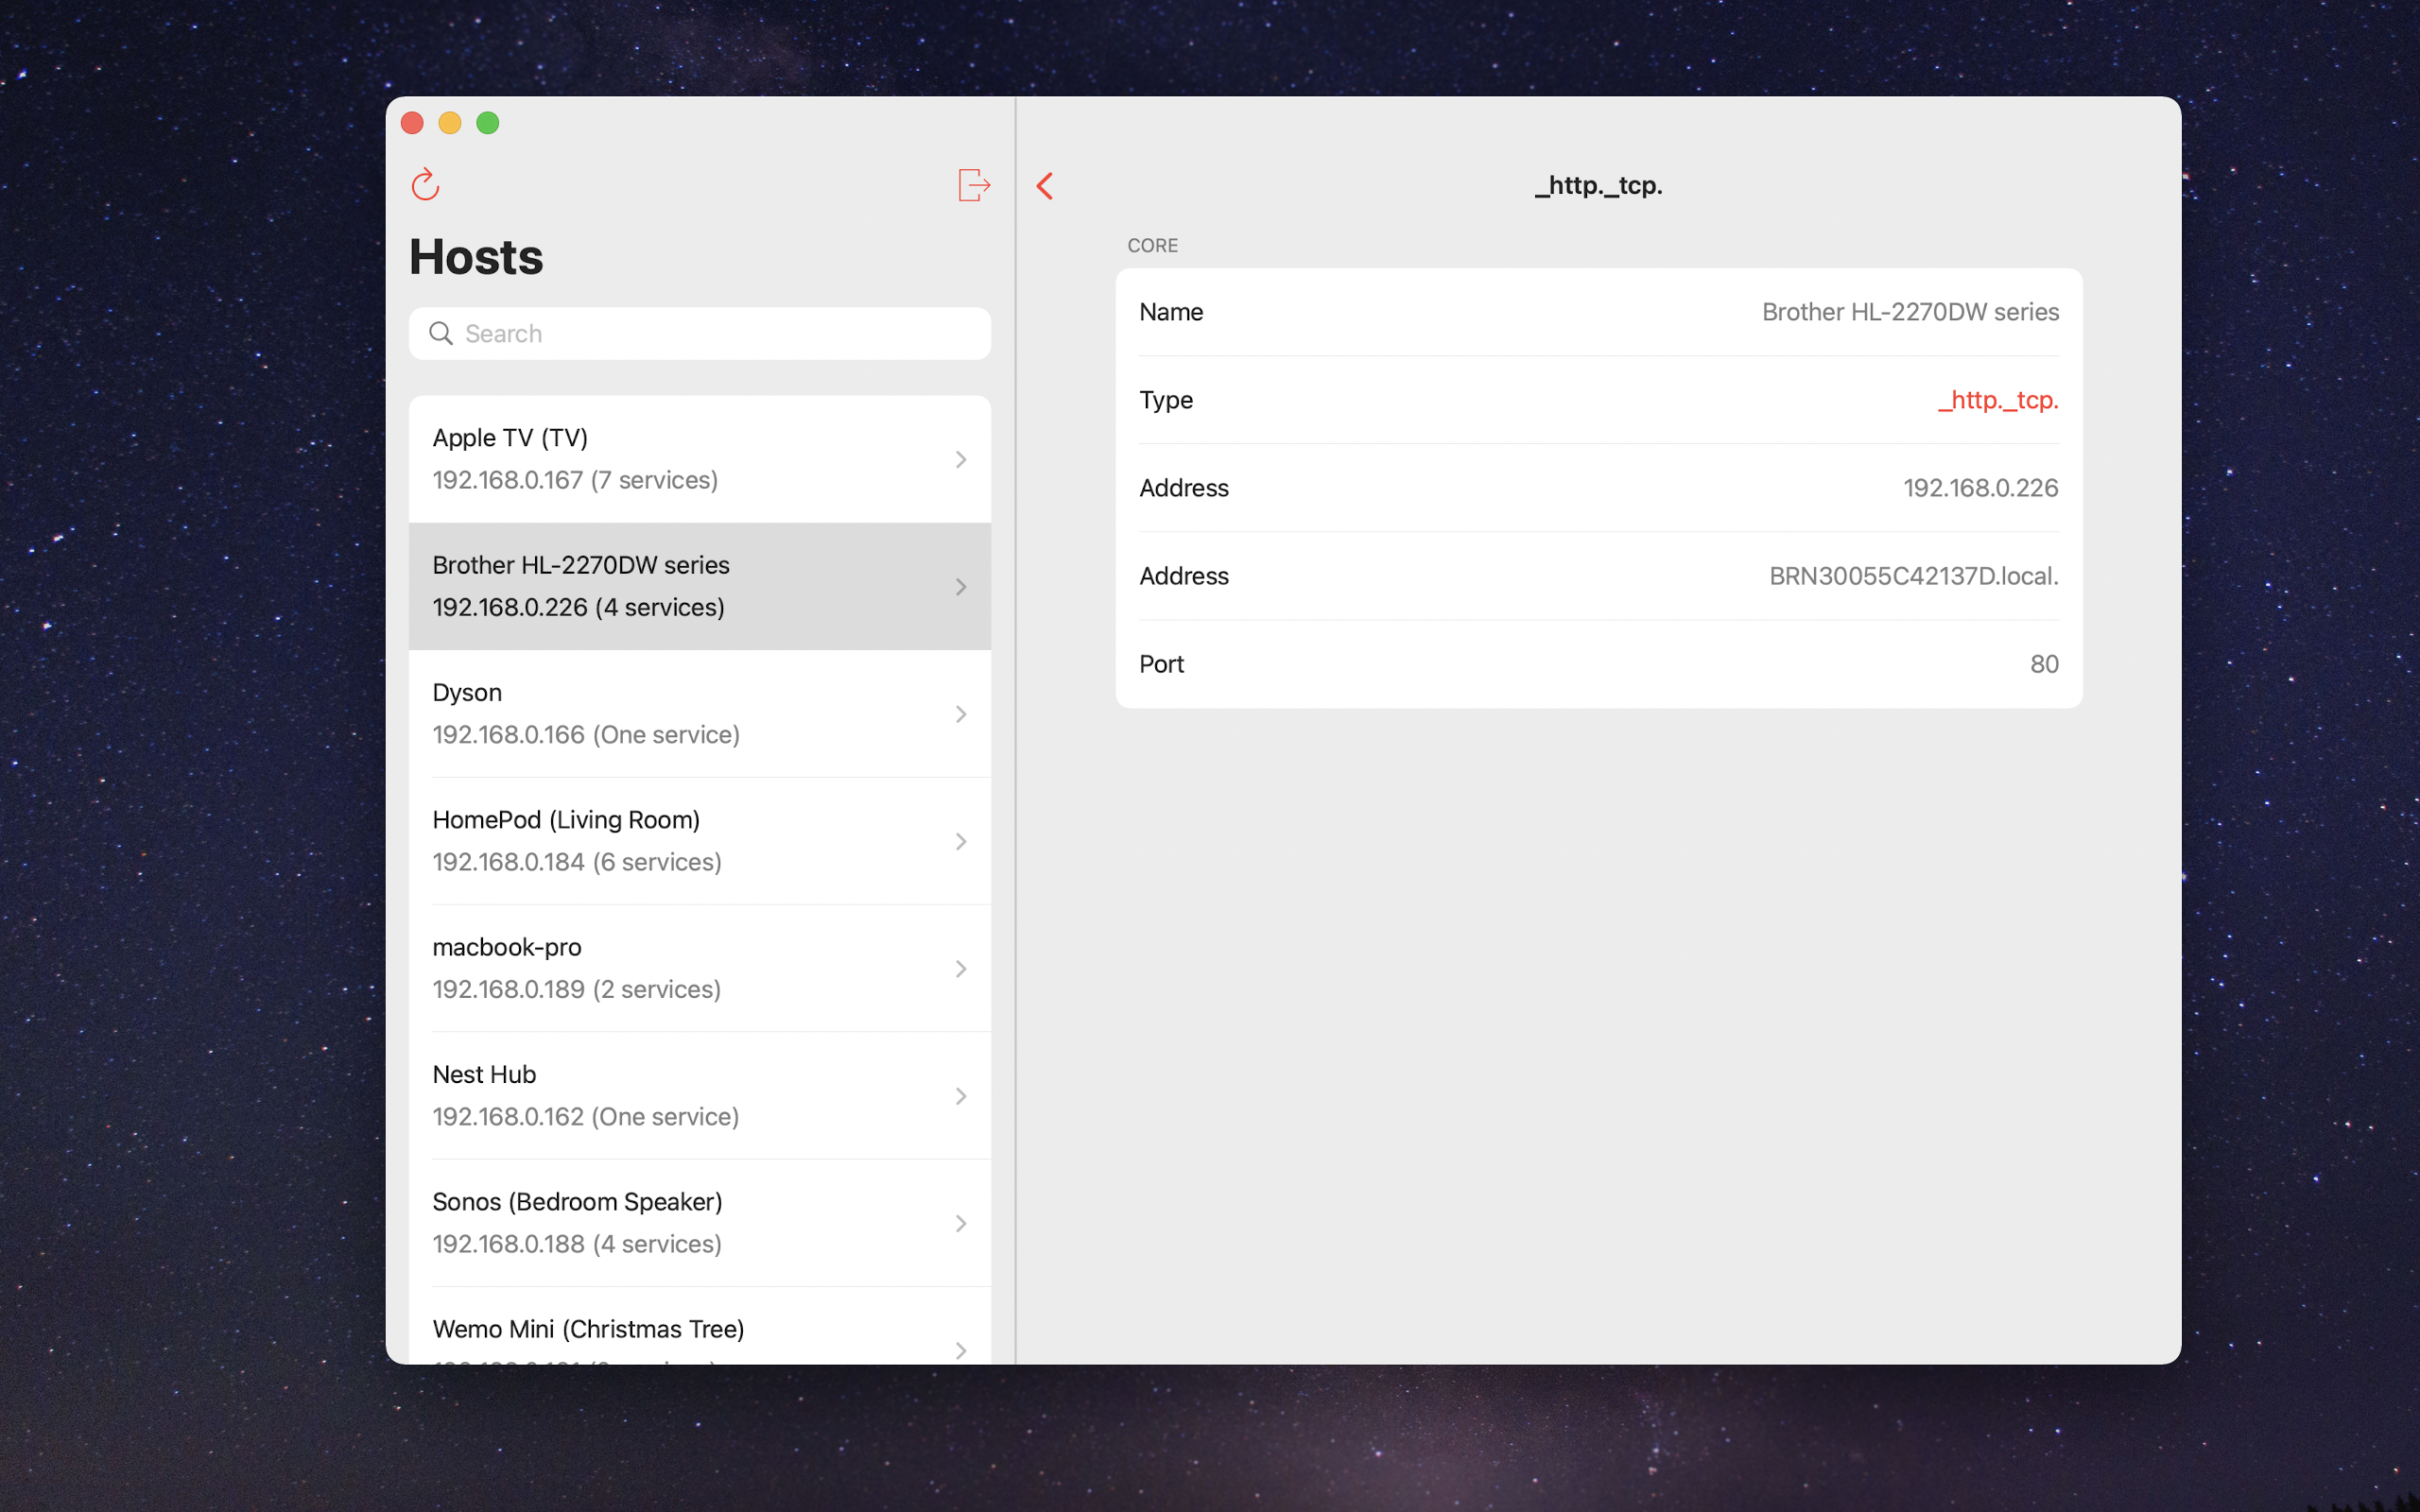 Hosts
Search
Apple TV (TV)
192.168.0.167 (7 services)
Brother HL-2270DW series
192.168.0.226 (4 services)
Dyson
192.168.0.166 (One service)
HomePod (Living Room)
192.168.0.184 (6 services)
macbook-pro
192.168.0.189 (2 services)
Nest Hub
192.168.0.162 (One service)
Sonos (Bedroom Speaker)
192.168.0.188 (4 services)
Wemo Mini (Christmas Tree)
_http._tcp.
CORE
Name Brother HL-2270DW series
Type _http._tcp.
Address 192.168.0.226
Address BRN30055C42137D.local.
Port 80